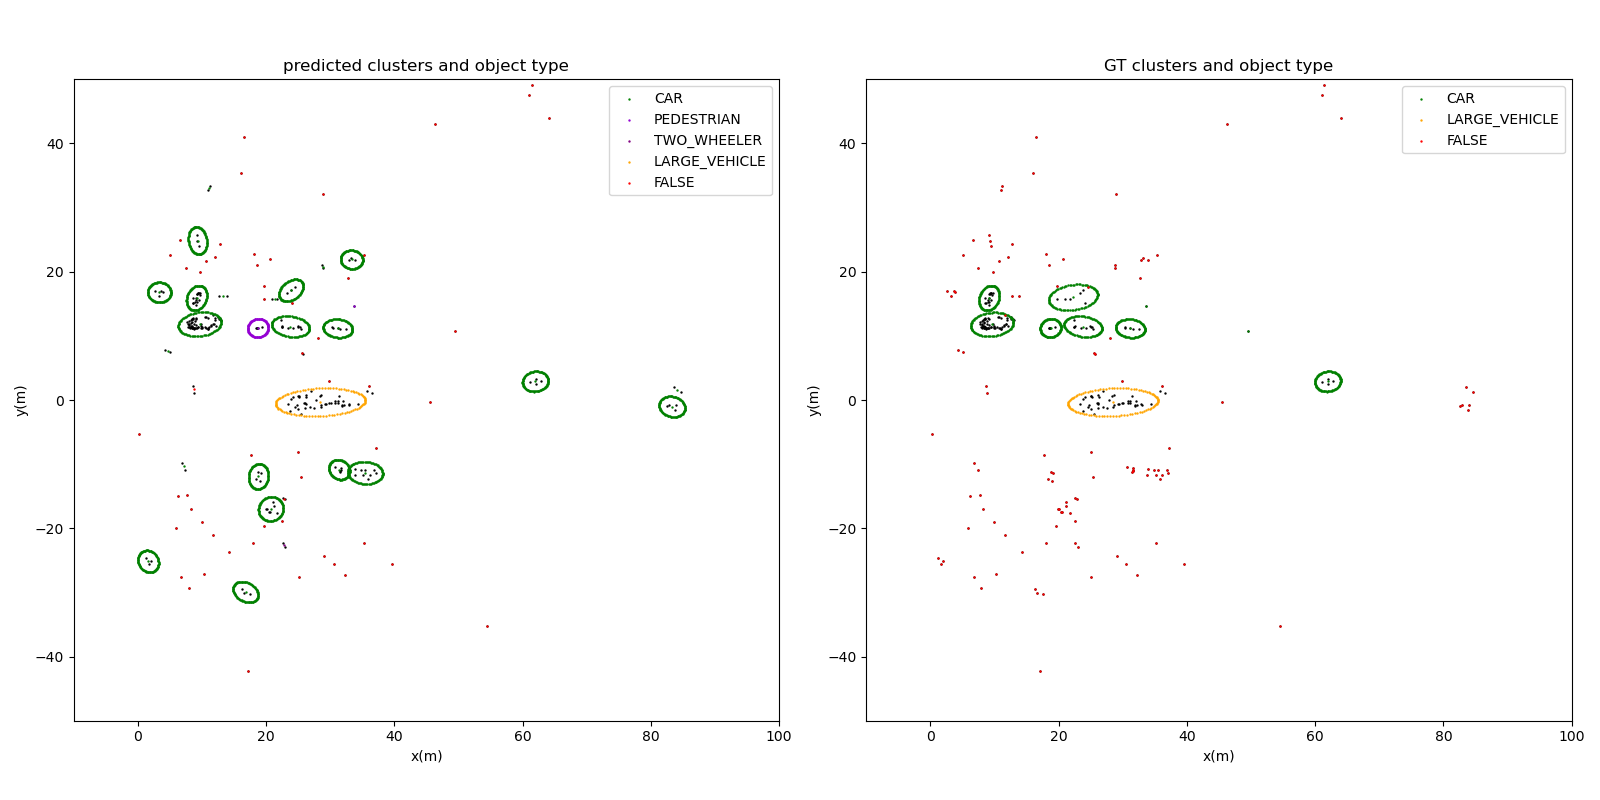 predicted clusters and object type
CAR
PEDESTRIAN
TWO_WHEELER
LARGE_VEHICLE
FALSE
40
20
0
−20
−40
y(m)
0
20
40
60
80
100
x(m)
GT clusters and object type
CAR
LARGE_VEHICLE
FALSE
40
20
0
−20
−40
y(m)
0
20
40
60
80
100
x(m)